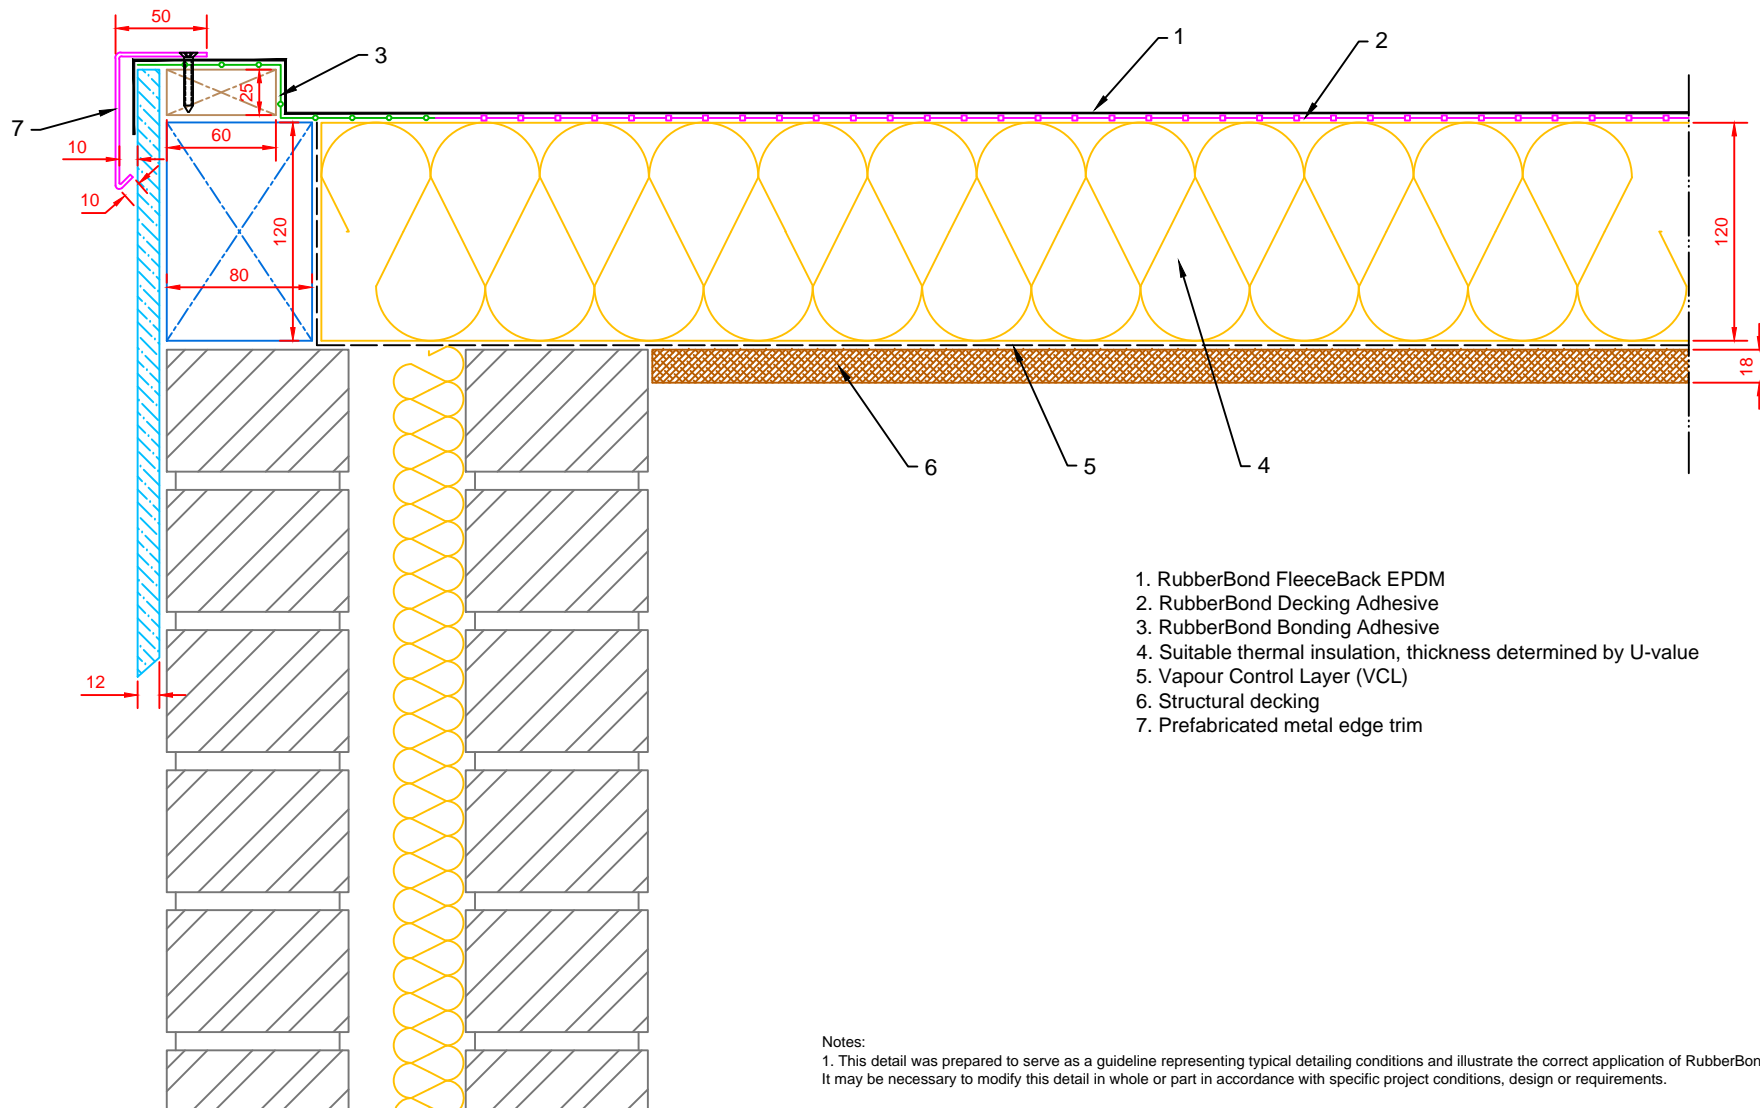 50
3
1
2
25
7
60
10
10
120
80
120
18
6
5
4
12
1. RubberBond FleeceBack EPDM
2. RubberBond Decking Adhesive
3. RubberBond Bonding Adhesive
4. Suitable thermal insulation, thickness determined by U-value
5. Vapour Control Layer (VCL)
6. Structural decking
7. Prefabricated metal edge trim
Notes:
1. This detail was prepared to serve as a guideline representing typical detailing conditions and illustrate the correct application of RubberBon
It may be necessary to modify this detail in whole or part in accordance with specific project conditions, design or requirements.